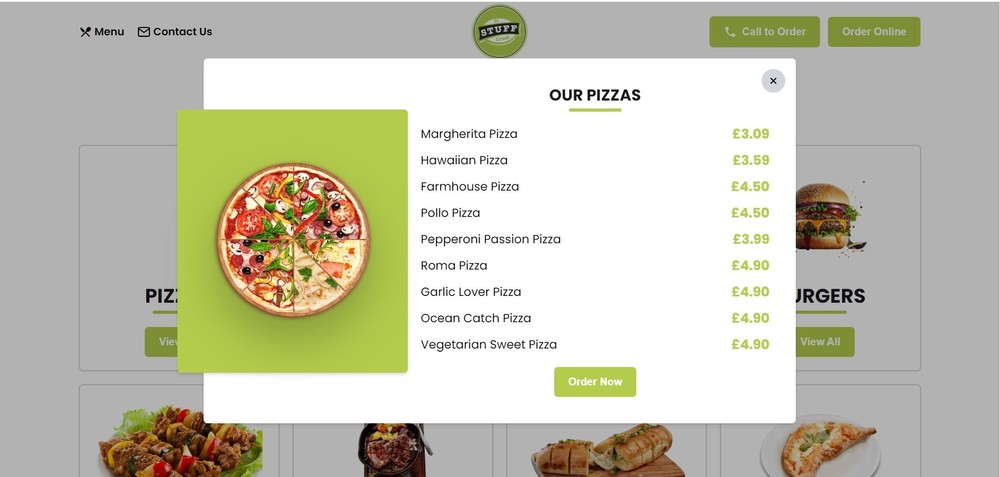 Menu
Contact Us
STUFF
Call to Order
Order Online
OUR PIZZAS
Margherita Pizza £3.09
Hawaiian Pizza £3.59
Farmhouse Pizza £4.50
Pollo Pizza £4.50
Pepperoni Passion Pizza £3.99
Roma Pizza £4.90
Garlic Lover Pizza £4.90
Ocean Catch Pizza £4.90
Vegetarian Sweet Pizza £4.90
Order Now
PIZZ
URGERS
Vie
View All